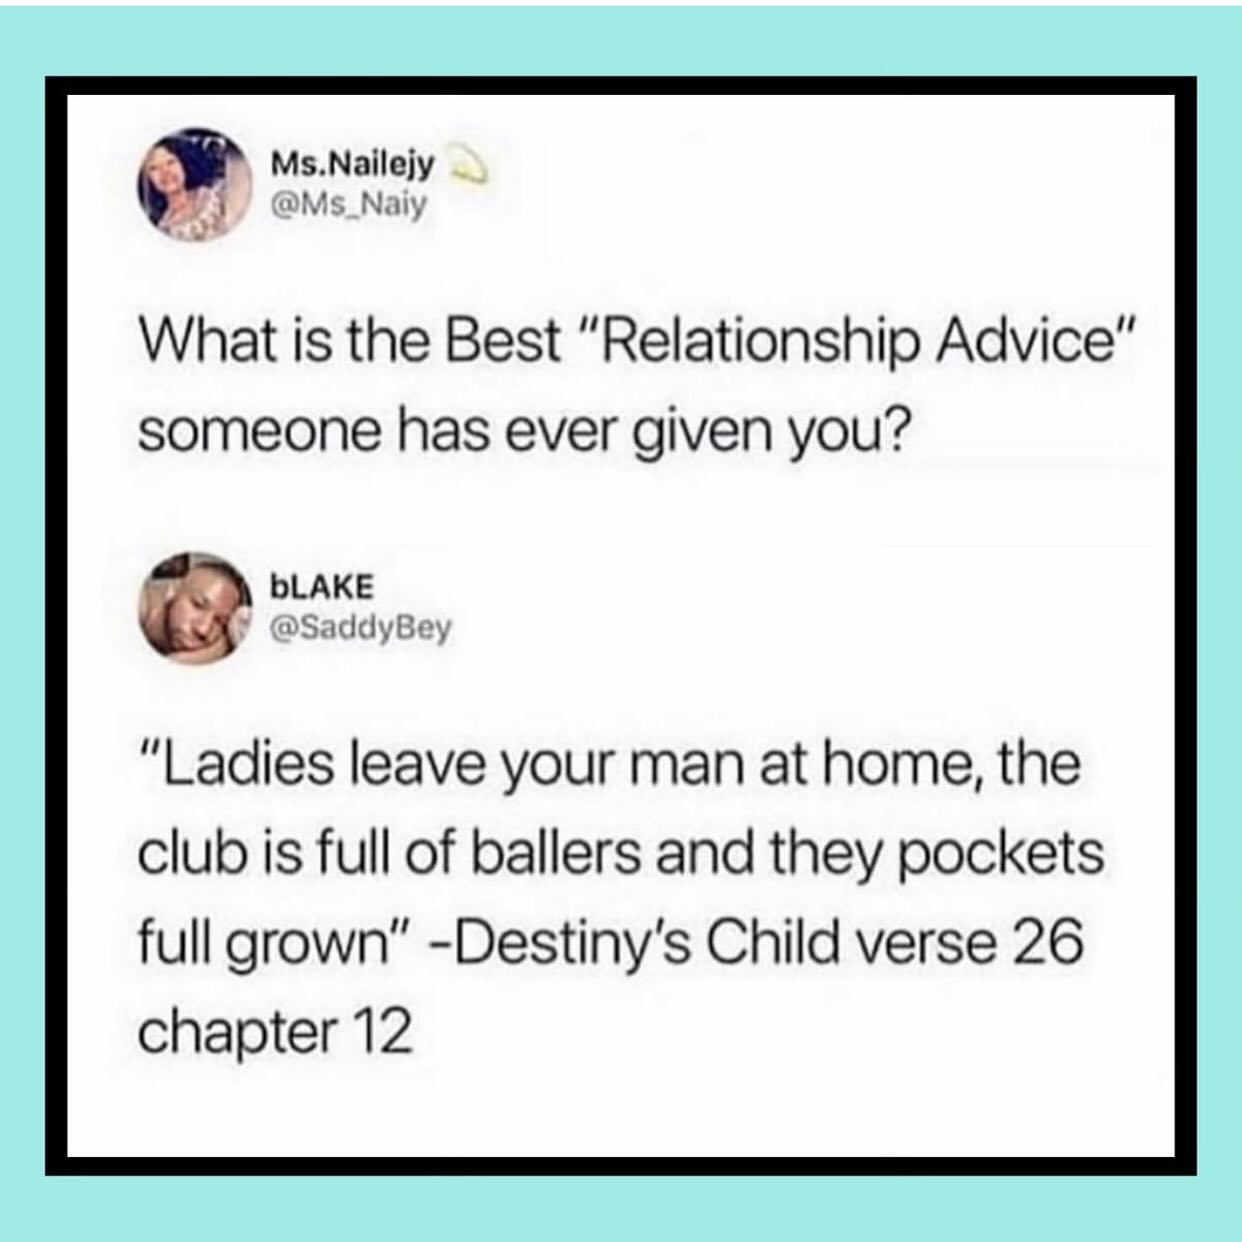 Ms.Nailejy 💫
@Ms_Naiy
What is the Best “Relationship Advice”
someone has ever given you?
bLAKE
@SaddyBey
“Ladies leave your man at home, the
club is full of ballers and they pockets
full grown” -Destiny’s Child verse 26
chapter 12